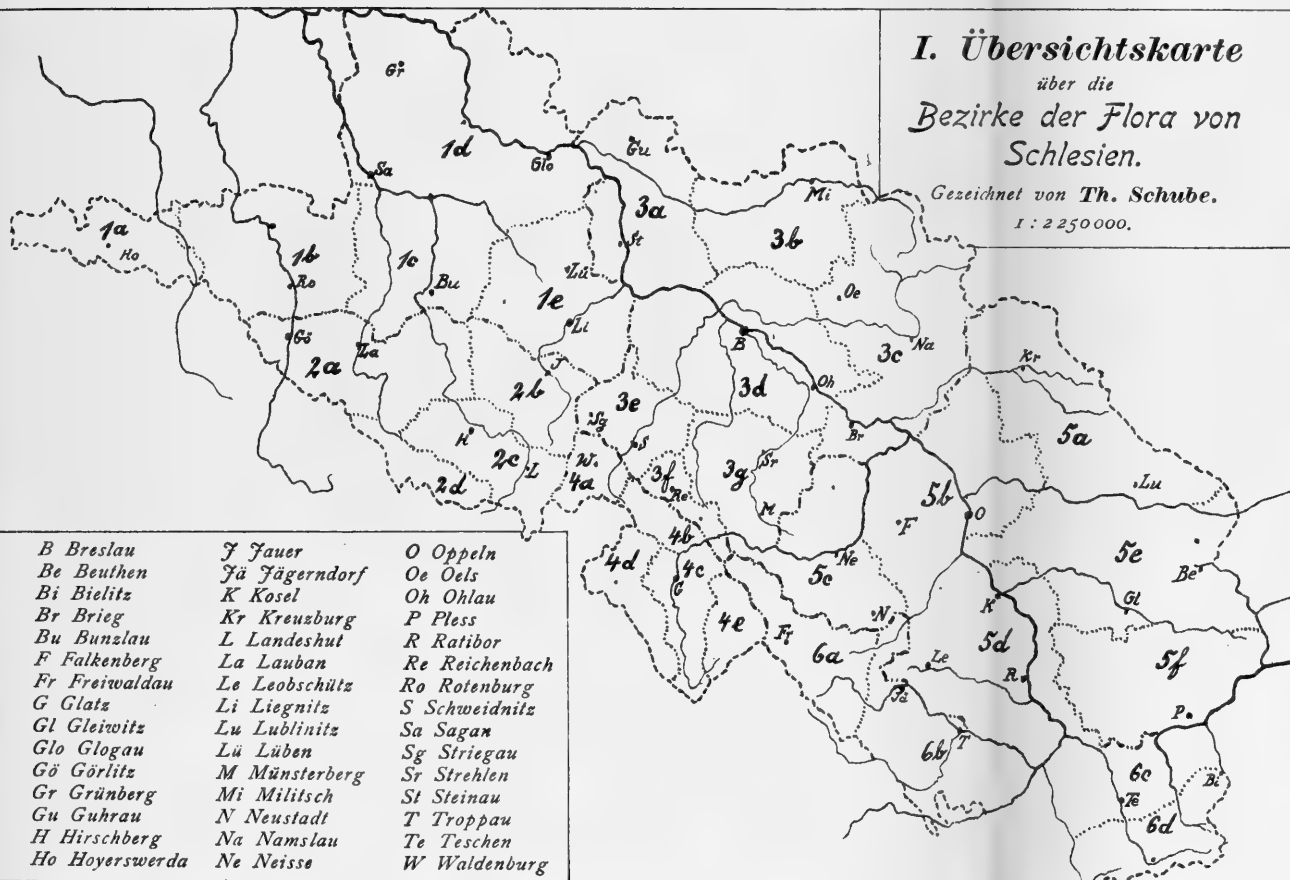 I. Übersichtskarte
über die
Bezirke der Flora von
Schlesien.
Gezeichnet von Th. Schube.
1 : 2 250 000.
Gr
Gu
1d
Glo
Sa
Mi
3a
1a
Ho
1b
1c
St
3b
Ro
Bu
Lü
1e
Oe
Li
Gö
La
B
Na
3c
Kr
2a
J
2b
3e
3d
Oh
Sg
H
S
Br
5a
2c
L
W.
4a
3f
Re
3g
Sr
2d
M
5b
Lu
F
O
4b
4d
4c
G
5c
Ne
5e
Be
4e
K
Gl
N
Fr
6a
5d
Le
R
5f
Jä
P
6b
T
6c
Bi
Te
6d
B Breslau
Be Beuthen
Bi Bielitz
Br Brieg
Bu Bunzlau
F Falkenberg
Fr Freiwaldau
G Glatz
Gl Gleiwitz
Glo Glogau
Gö Görlitz
Gr Grünberg
Gu Guhrau
H Hirschberg
Ho Hoyerswerda
J Jauer
Jä Jägerndorf
K Kosel
Kr Kreuzburg
L Landeshut
La Lauban
Le Leobschütz
Li Liegnitz
Lu Lublinitz
Lü Lüben
M Münsterberg
Mi Militsch
N Neustadt
Na Namslau
Ne Neisse
O Oppeln
Oe Oels
Oh Ohlau
P Pless
R Ratibor
Re Reichenbach
Ro Rotenburg
S Schweidnitz
Sa Sagan
Sg Striegau
Sr Strehlen
St Steinau
T Troppau
Te Teschen
W Waldenburg